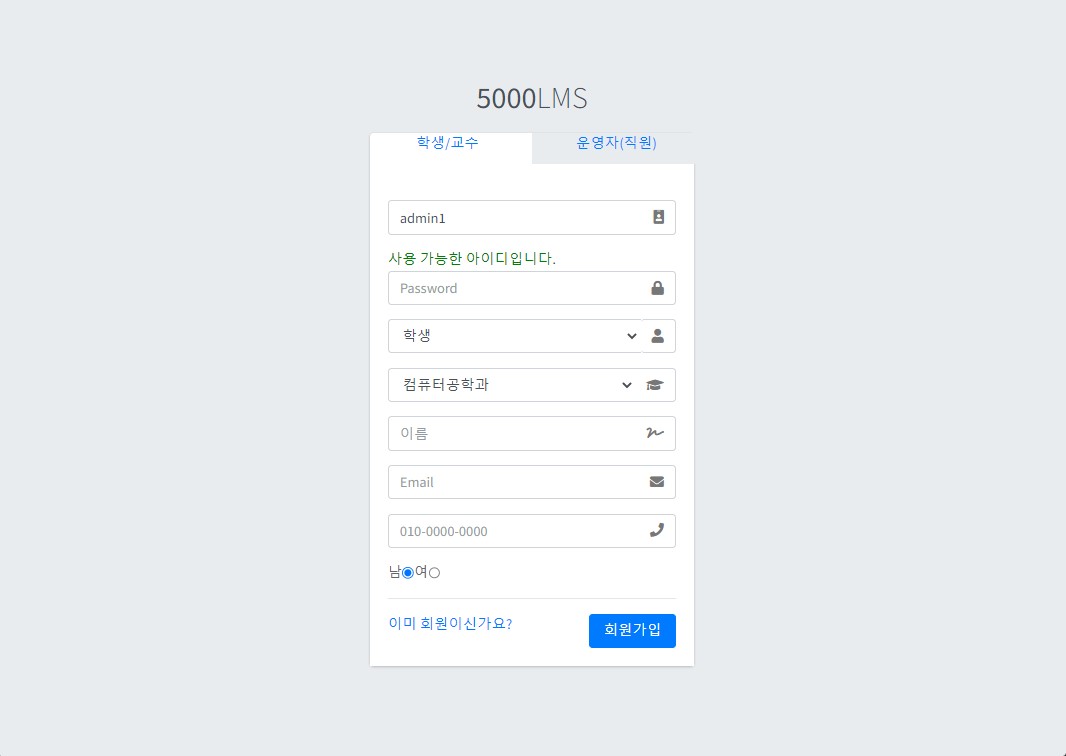 5000LMS
학생/교수 운영자(직원)
admin1
사용 가능한 아이디입니다.
Password
학생
컴퓨터공학과
이름
Email
010-0000-0000
남 여
이미 회원이신가요? 회원가입